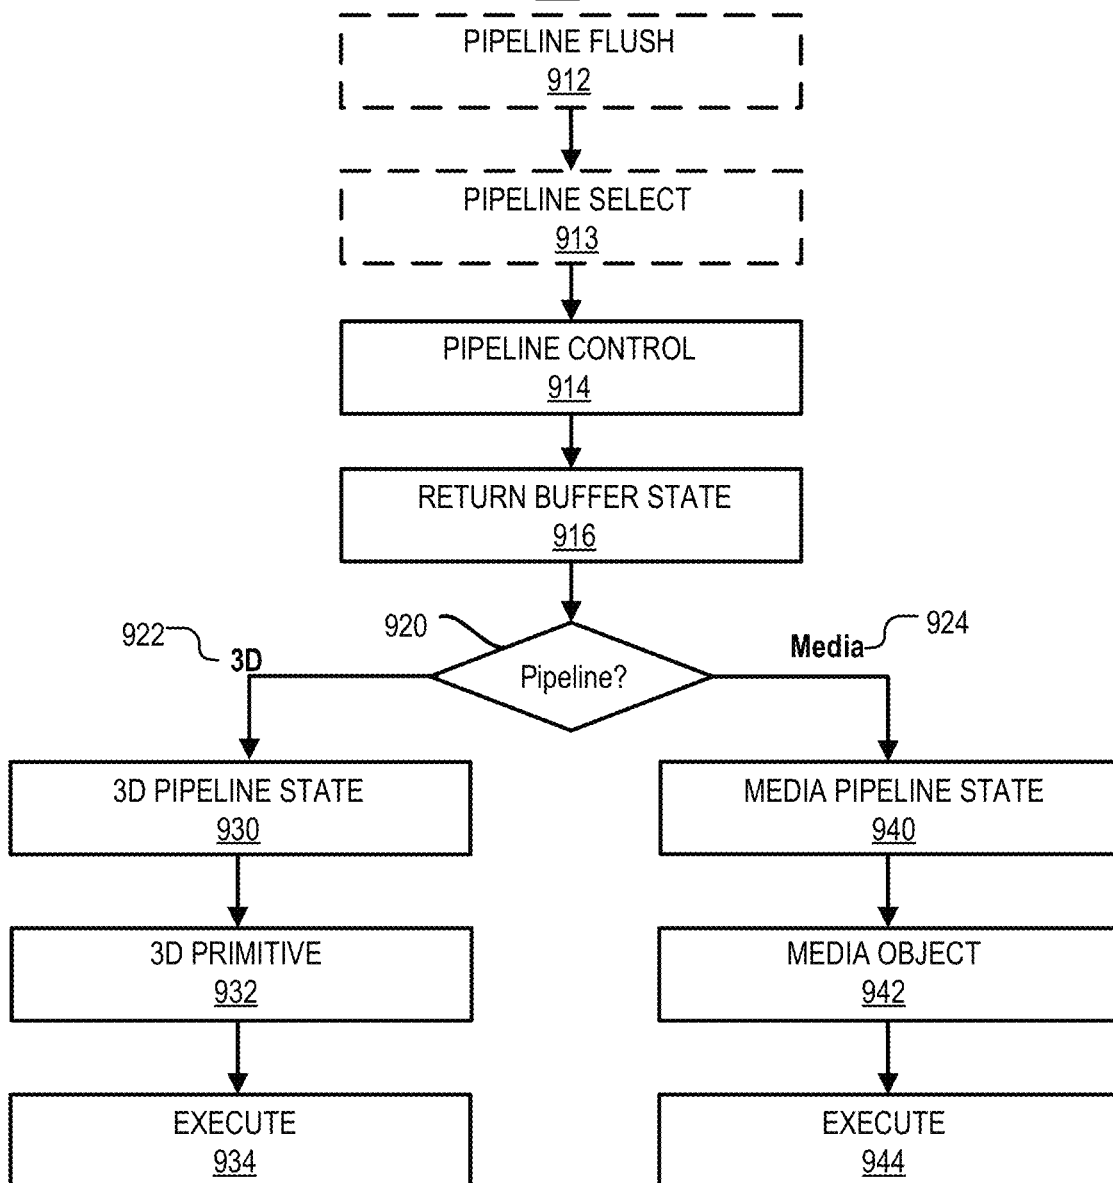 PIPELINE FLUSH
912
PIPELINE SELECT
913
PIPELINE CONTROL
914
RETURN BUFFER STATE
916
922
3D
920
Pipeline?
Media
924
3D PIPELINE STATE
930
MEDIA PIPELINE STATE
940
3D PRIMITIVE
932
MEDIA OBJECT
942
EXECUTE
934
EXECUTE
944